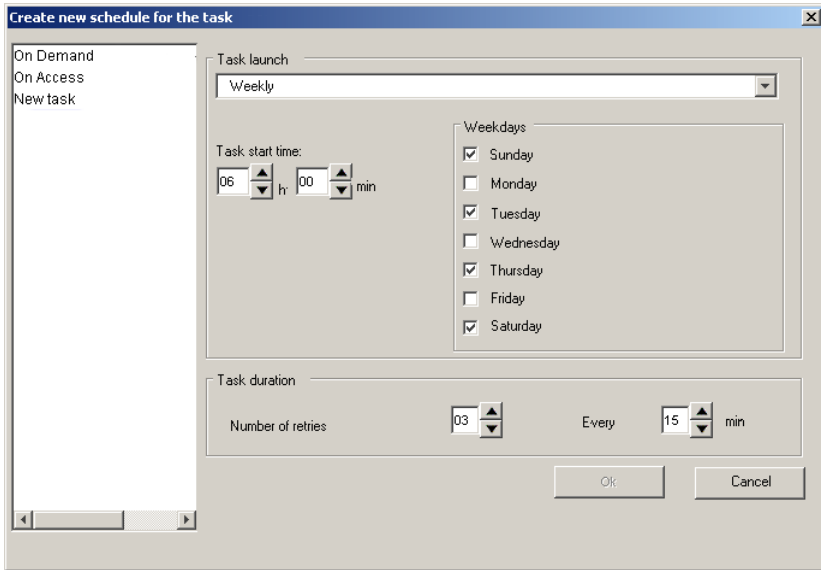 Create new schedule for the task
On Demand
On Access
New task
Task launch
Weekly
Task start time:
06 h. 00 min
Weekdays
Sunday
Monday
Tuesday
Wednesday
Thursday
Friday
Saturday
Task duration
Number of retries 03 Every 15 min
Ok Cancel